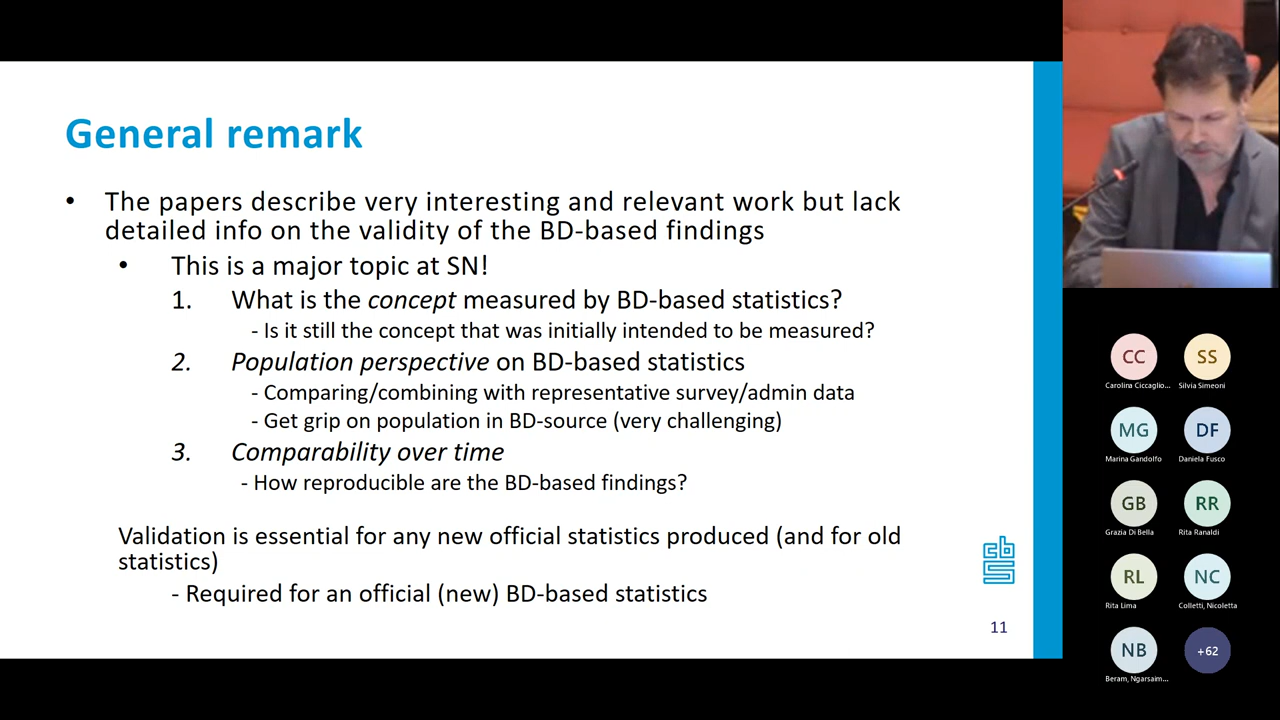 General remark
• The papers describe very interesting and relevant work but lack
detailed info on the validity of the BD-based findings
• This is a major topic at SN!
1. What is the concept measured by BD-based statistics?
- Is it still the concept that was initially intended to be measured?
2. Population perspective on BD-based statistics
- Comparing/combining with representative survey/admin data
- Get grip on population in BD-source (very challenging)
3. Comparability over time
- How reproducible are the BD-based findings?
Validation is essential for any new official statistics produced (and for old
statistics)
- Required for an official (new) BD-based statistics
cbs
11
CC
Carolina Ciccaglio...
SS
Silvia Simeoni
MG
Marina Gandolfo
DF
Daniela Fusco
GB
Grazia Di Bella
RR
Rita Ranaldi
RL
Rita Lima
NC
Colletti, Nicoletta
NB
Beram, Ngarsaim...
+62